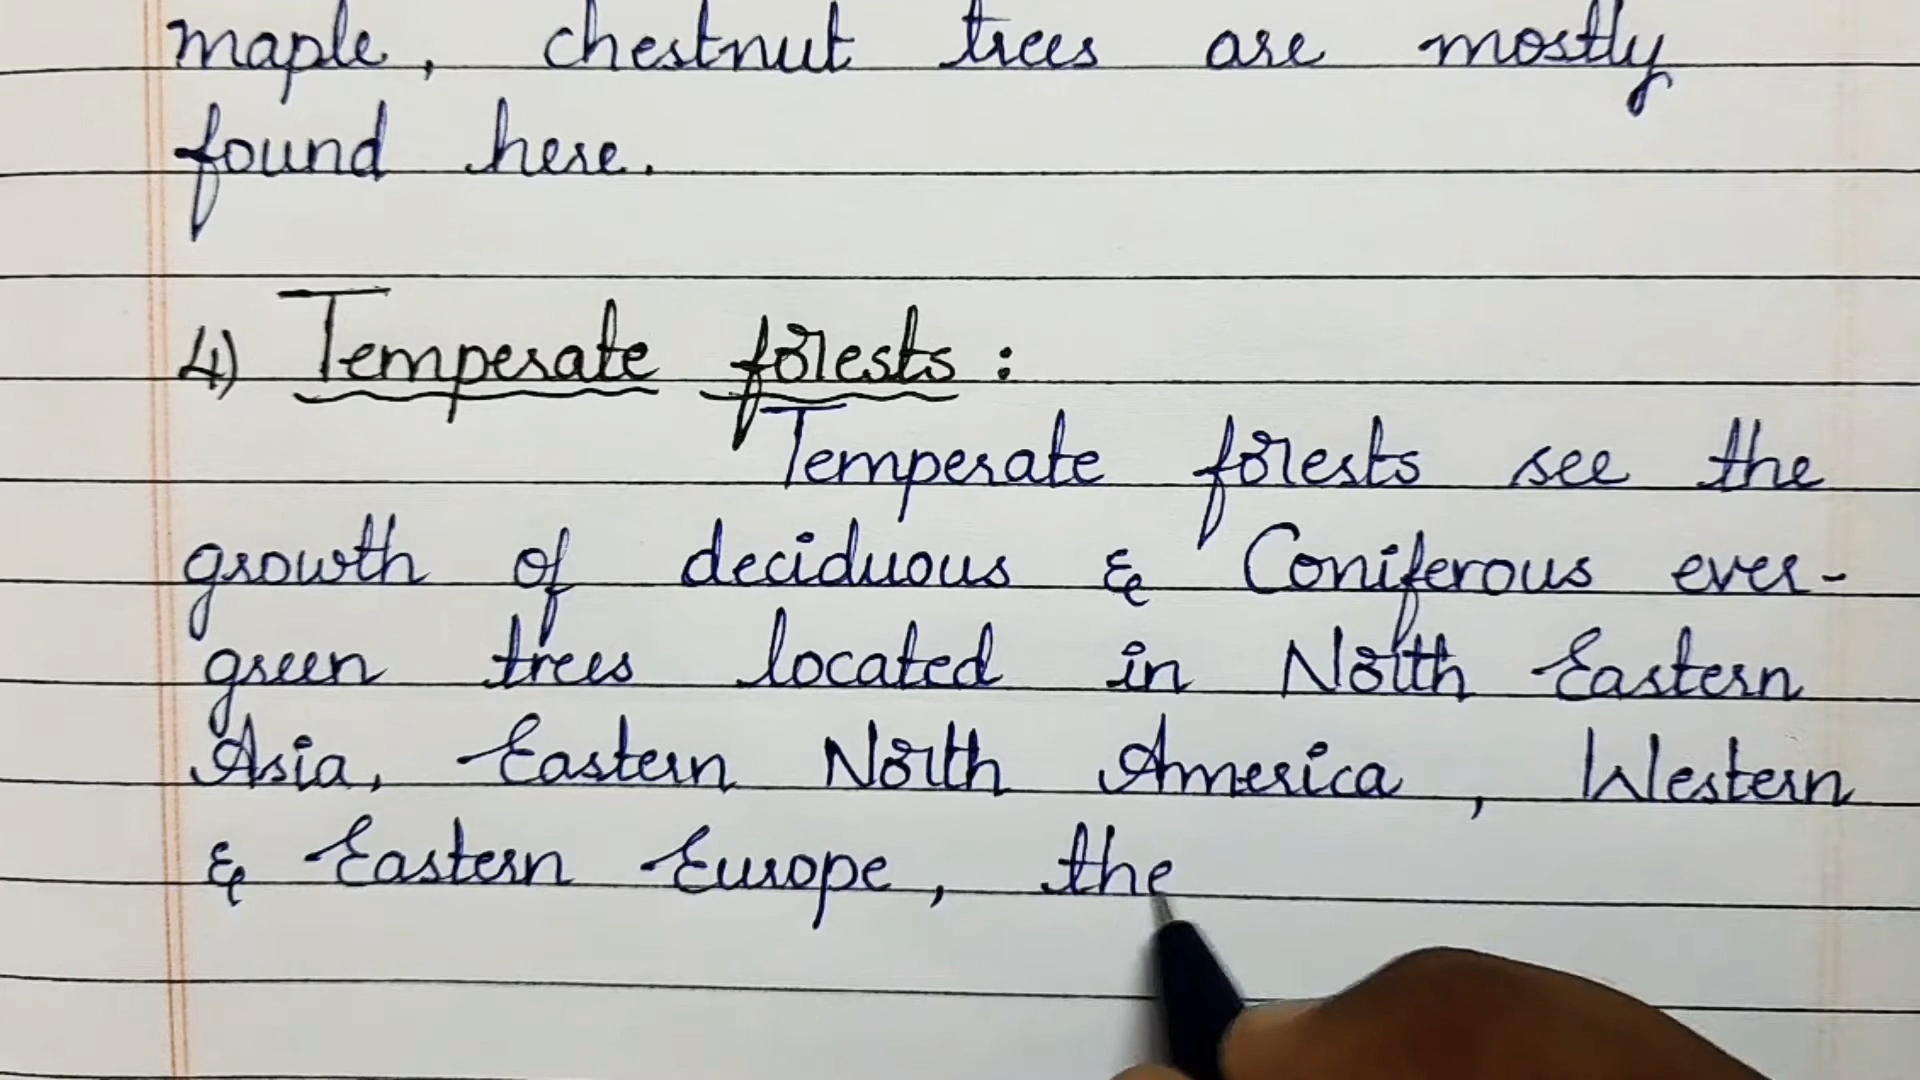 maple, chestnut trees are mostly
found here.
4) Temperate forests :
Temperate forests see the
growth of deciduous & Coniferous ever-
green trees located in North Eastern
Asia, Eastern North America, Western
& Eastern Europe, the